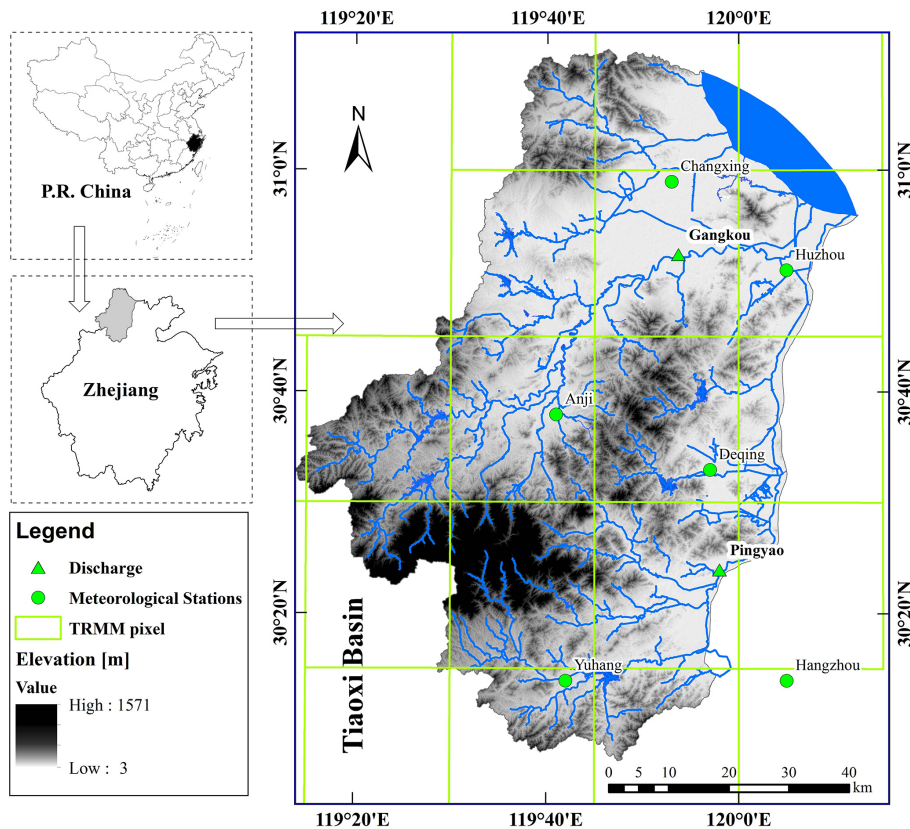 119°20'E 119°40'E 120°0'E
N
P.R. China
31°0'N
31°0'N
Changxing
Gangkou
Huzhou
Zhejiang
30°40'N
30°40'N
Anji
Deqing
Legend
Discharge
Meteorological Stations
TRMM pixel
Elevation [m]
Value
High : 1571
Low : 3
Pingyao
30°20'N
30°20'N
Tiaoxi Basin
Yuhang
Hangzhou
0 5 10 20 30 40
km
119°20'E 119°40'E 120°0'E